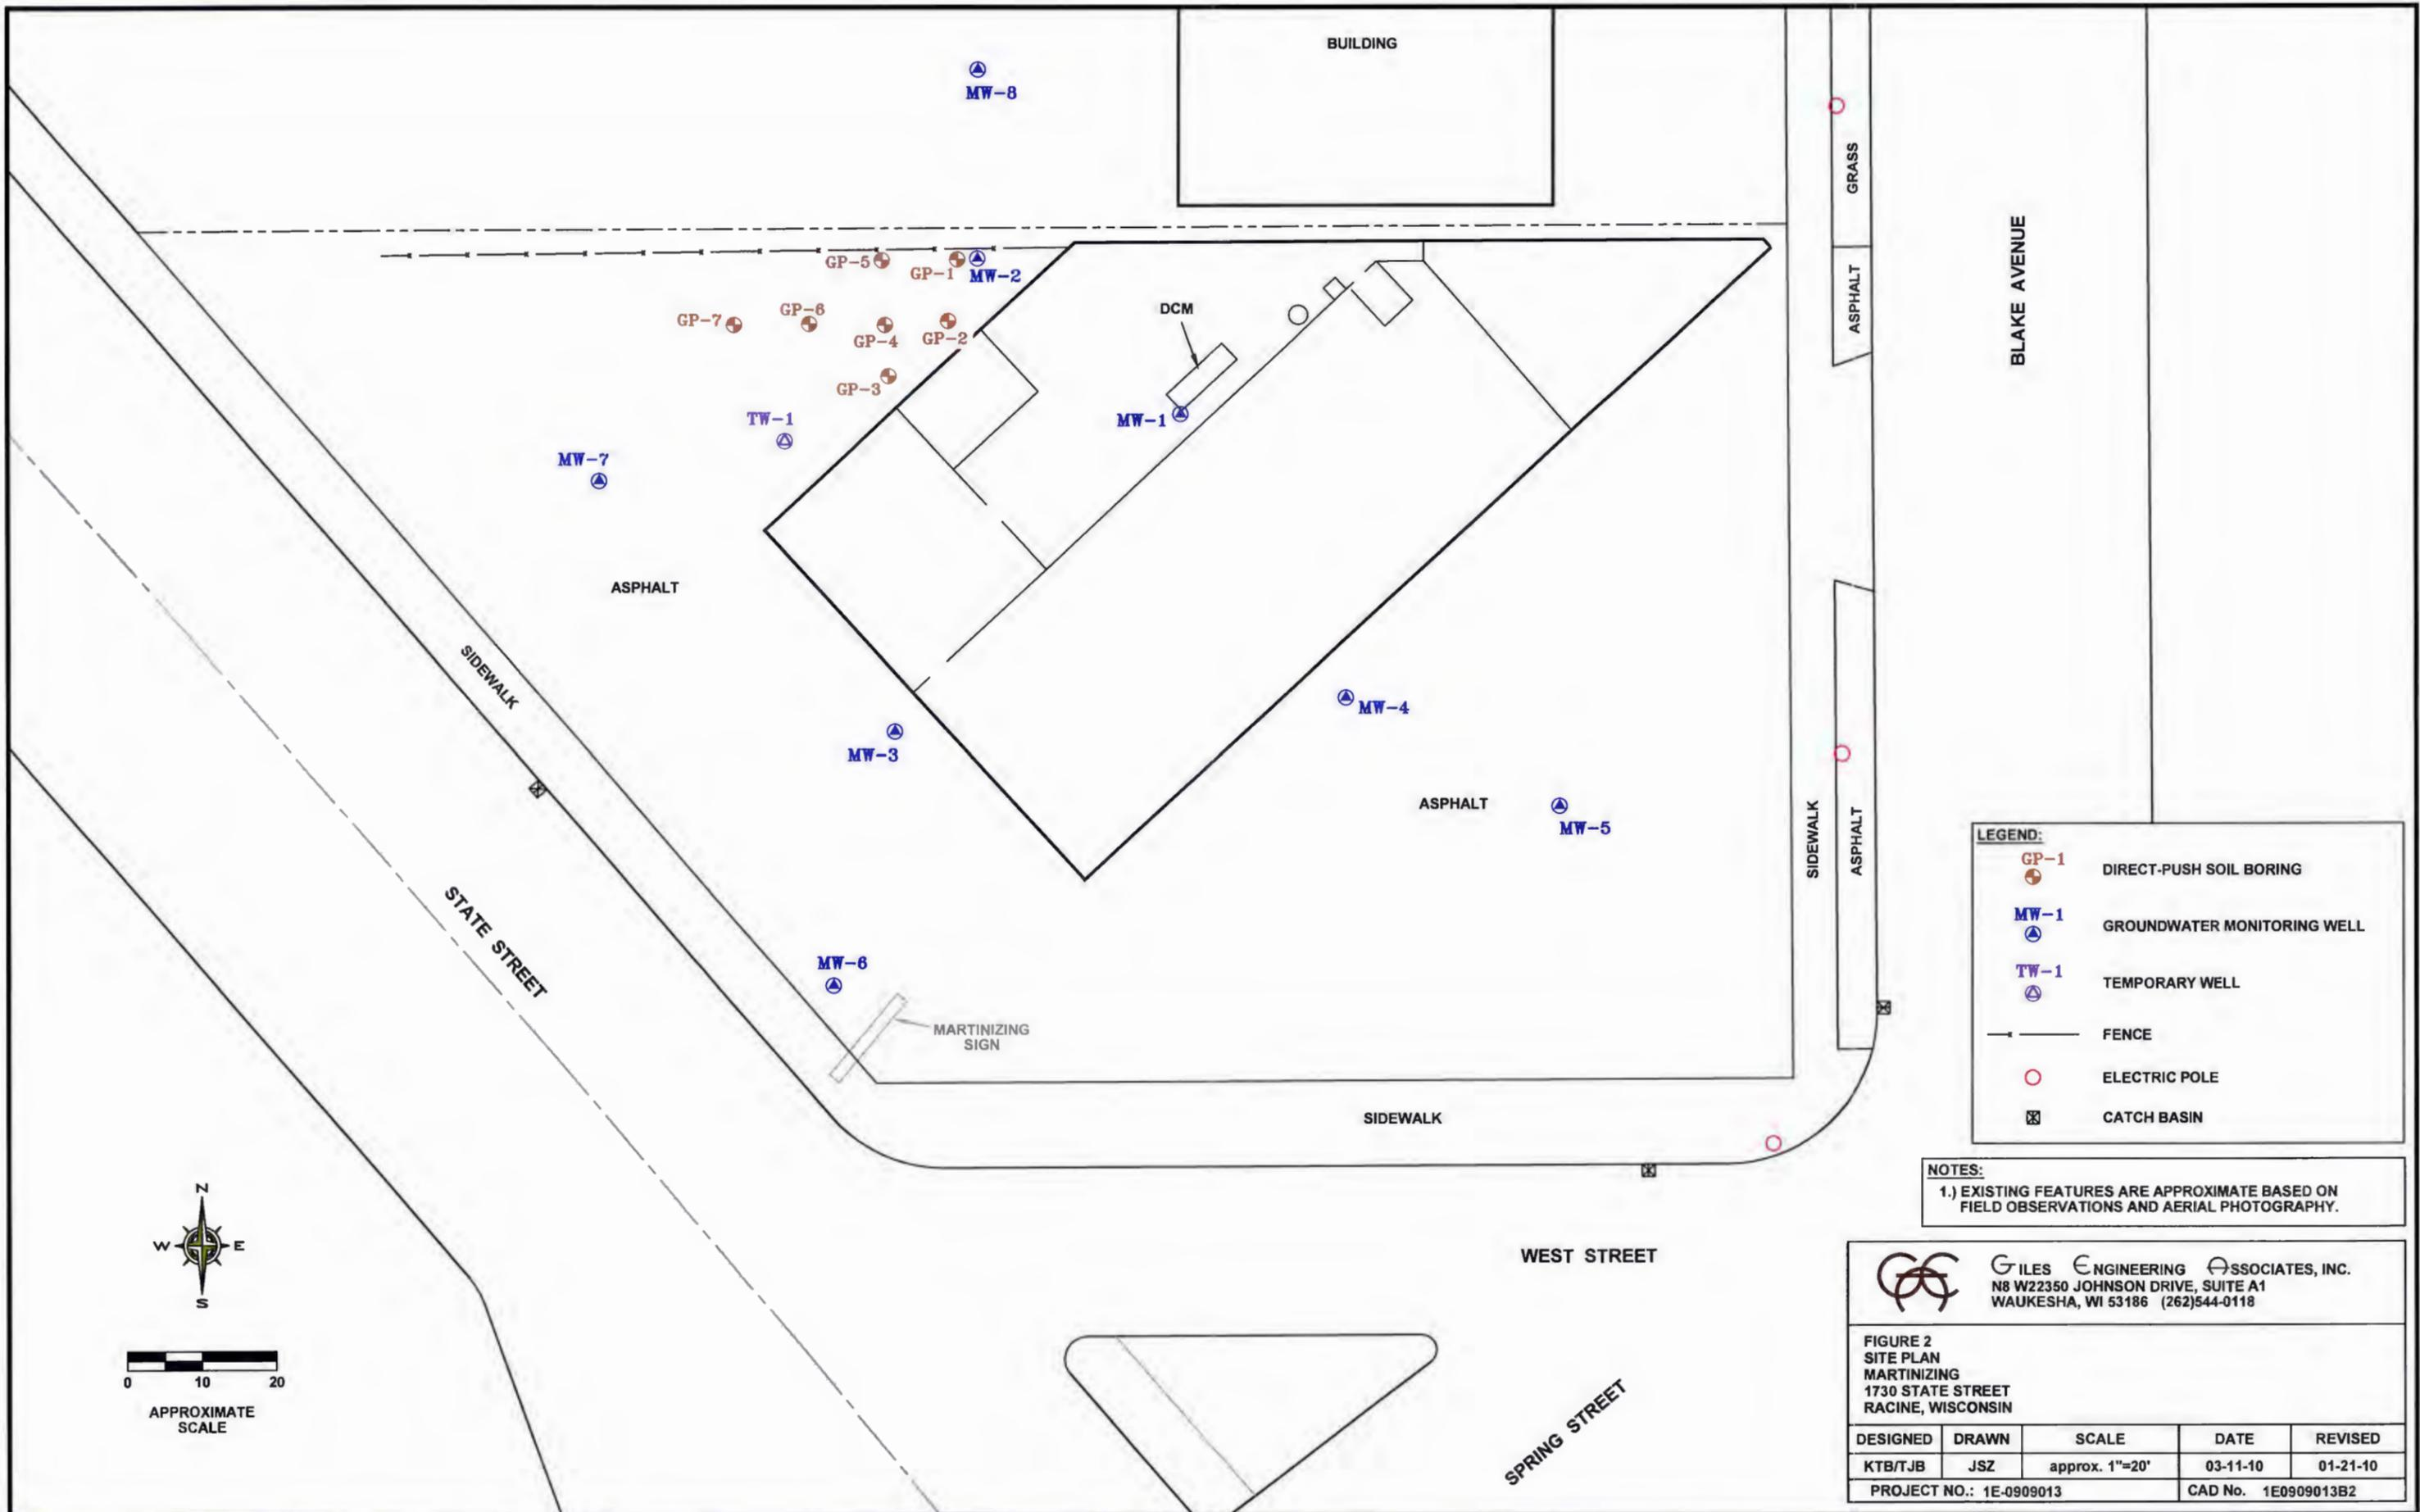 BUILDING
MW-8
GRASS
BLAKE AVENUE
GP-5
GP-1
MW-2
ASPHALT
DCM
GP-7
GP-6
GP-4
GP-2
GP-3
TW-1
MW-1
MW-7
ASPHALT
SIDEWALK
MW-4
MW-3
ASPHALT
MW-5
SIDEWALK
ASPHALT
STATE STREET
MW-6
MARTINIZING
SIGN
SIDEWALK
WEST STREET
SPRING STREET
N
W E
S
0 10 20
APPROXIMATE
SCALE
LEGEND:
GP-1
DIRECT-PUSH SOIL BORING
MW-1
GROUNDWATER MONITORING WELL
TW-1
TEMPORARY WELL
FENCE
ELECTRIC POLE
CATCH BASIN
NOTES:
1.) EXISTING FEATURES ARE APPROXIMATE BASED ON
FIELD OBSERVATIONS AND AERIAL PHOTOGRAPHY.
GILES ENGINEERING ASSOCIATES, INC.
N8 W22350 JOHNSON DRIVE, SUITE A1
WAUKESHA, WI 53186 (262)544-0118
FIGURE 2
SITE PLAN
MARTINIZING
1730 STATE STREET
RACINE, WISCONSIN
DESIGNED DRAWN SCALE DATE REVISED
KTB/TJB JSZ approx. 1"=20' 03-11-10 01-21-10
PROJECT NO.: 1E-0909013 CAD No. 1E0909013B2